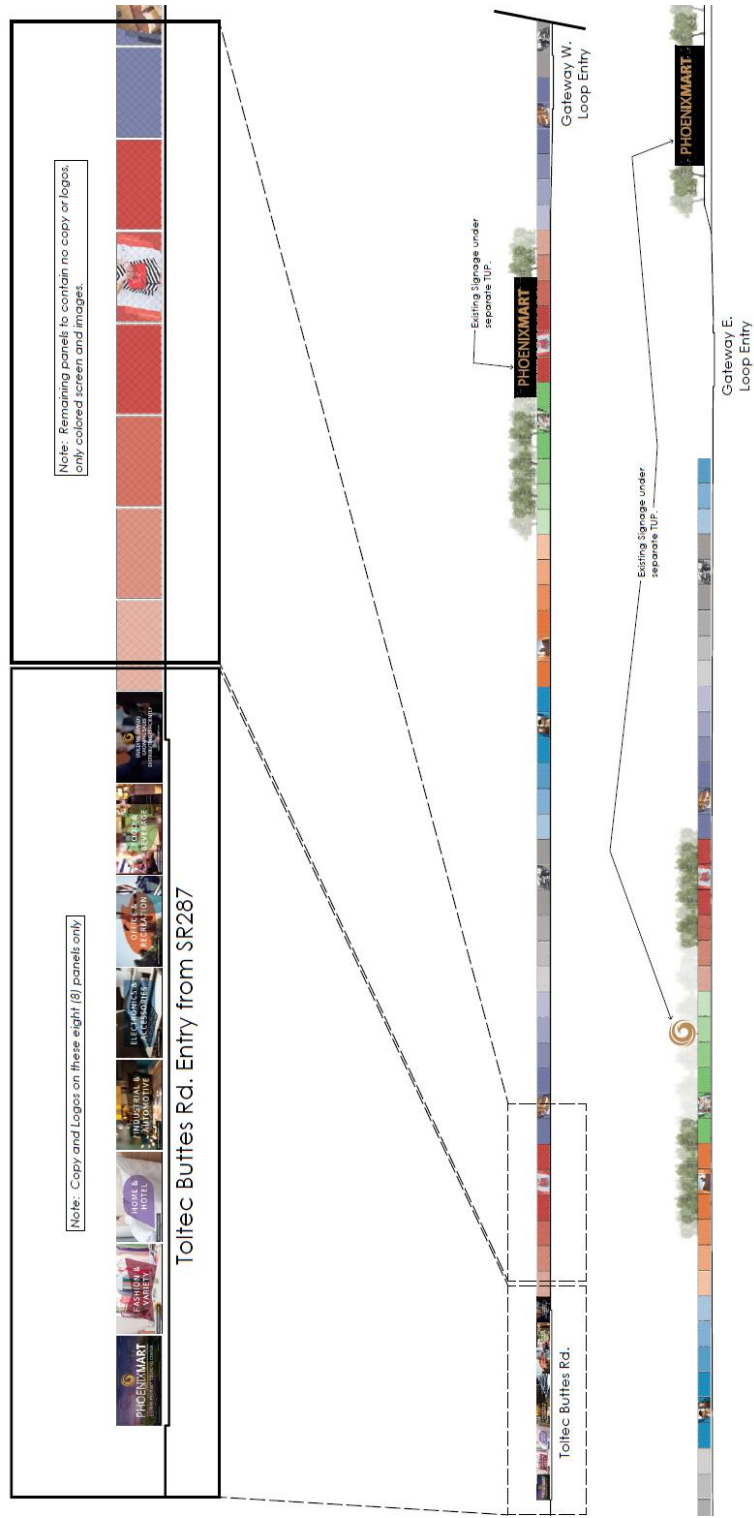 Note: Copy and Logos on these eight (8) panels only
Note: Remaining panels to contain no copy or logos,
only colored screen and images.
PHOENIXMART
FASHION &
VARIETY
HOME &
HOTEL
INDUSTRIAL &
AUTOMOTIVE
ELECTRONICS &
ACCESSORIES
OFFICE &
RECREATION
FOOD &
BEVERAGE
Toltec Buttes Rd. Entry from SR287
Existing Signage under
separate TUP.
PHOENIXMART
Toltec Buttes Rd.
Gateway W.
Loop Entry
Existing Signage under
separate TUP.
PHOENIXMART
Gateway E.
Loop Entry